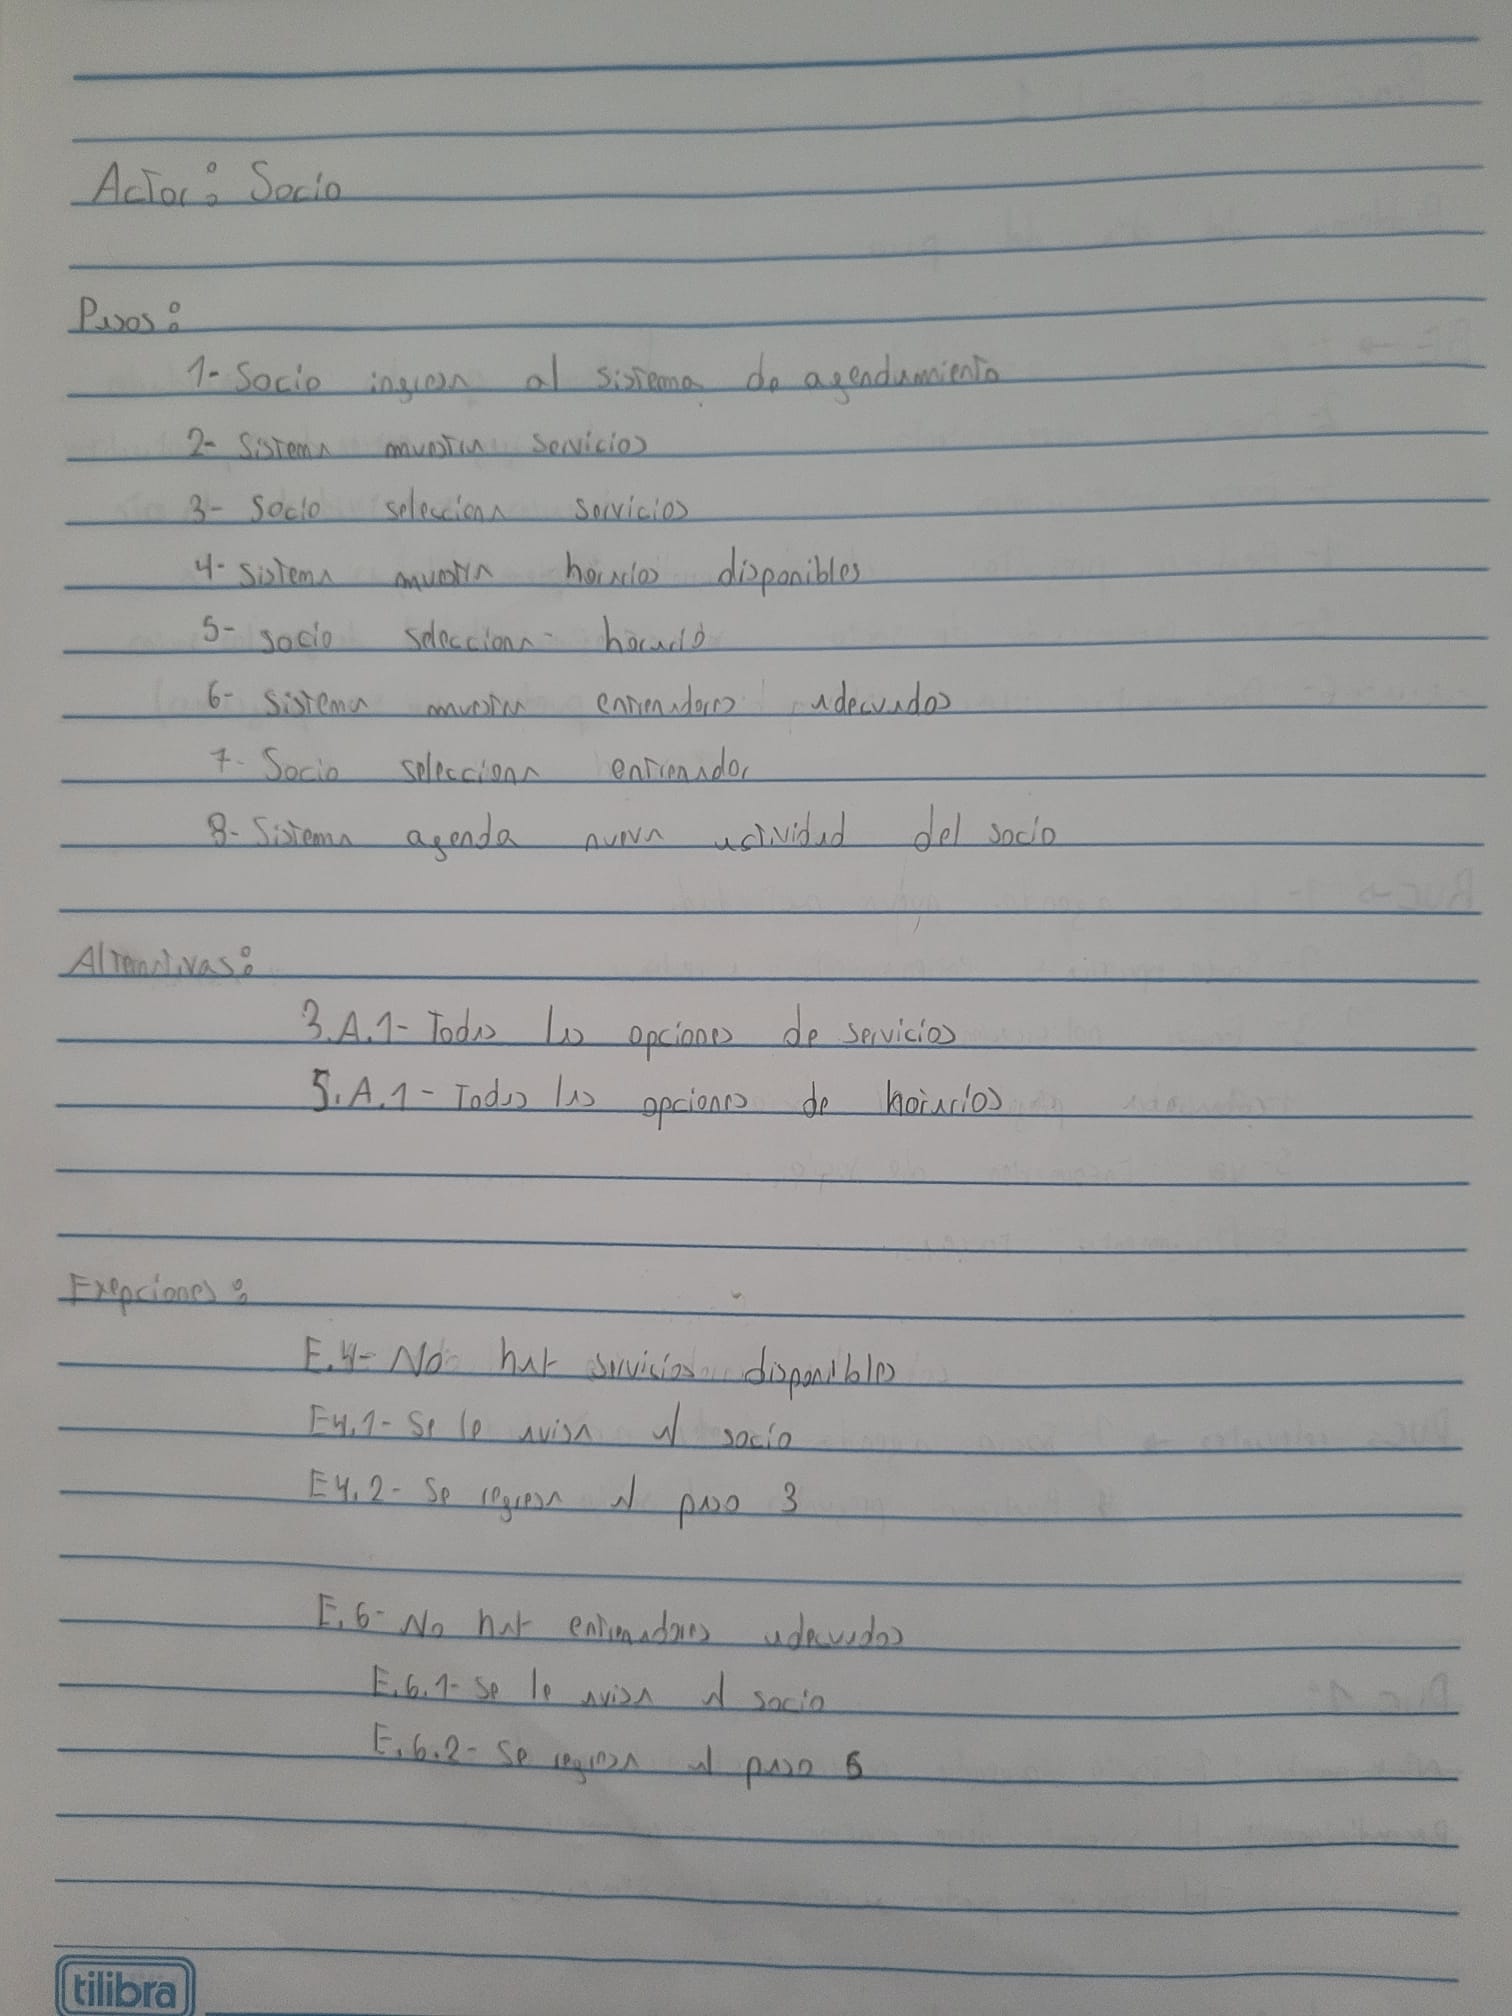 Actor: Socio
Pasos:
1- Socio ingresa al sistema de agendamiento
2- Sistema muestra servicios
3- Socio selecciona servicios
4- Sistema muestra horarios disponibles
5- Socio selecciona horario
6- Sistema muestra entrenadores adecuados
7- Socio selecciona entrenador
8- Sistema agenda nueva actividad del socio
Alternativas:
3.A.1- Todas las opciones de servicios
5.A.1- Todas las opciones de horarios
Exepciones:
E.4- No hay servicios disponibles
E4.1- Se le avisa al socio
E4.2- Se regresa al paso 3
E.6- No hay entrenadores adecuados
E.6.1- Se le avisa al socio
E.6.2- Se regresa al paso 5
tilibra